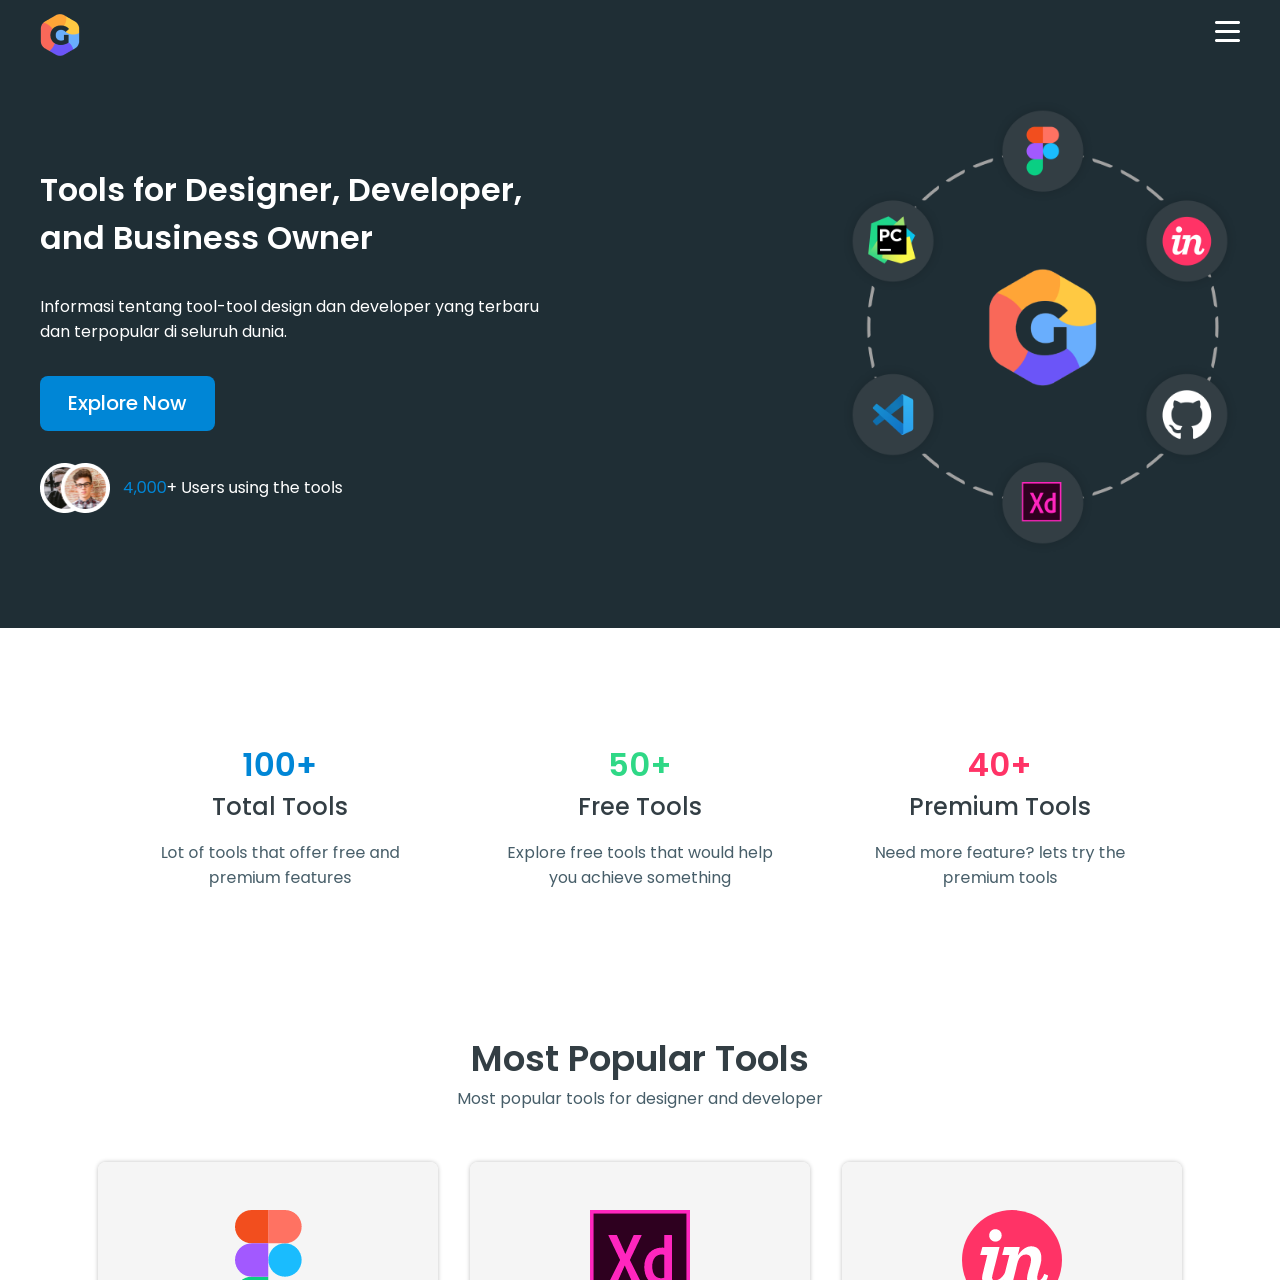 G
Tools for Designer, Developer,
and Business Owner
Informasi tentang tool-tool design dan developer yang terbaru
dan terpopular di seluruh dunia.
Explore Now
4,000+ Users using the tools
PC
in
G
Xd
100+
Total Tools
Lot of tools that offer free and
premium features
50+
Free Tools
Explore free tools that would help
you achieve something
40+
Premium Tools
Need more feature? lets try the
premium tools
Most Popular Tools
Most popular tools for designer and developer
Xd
in